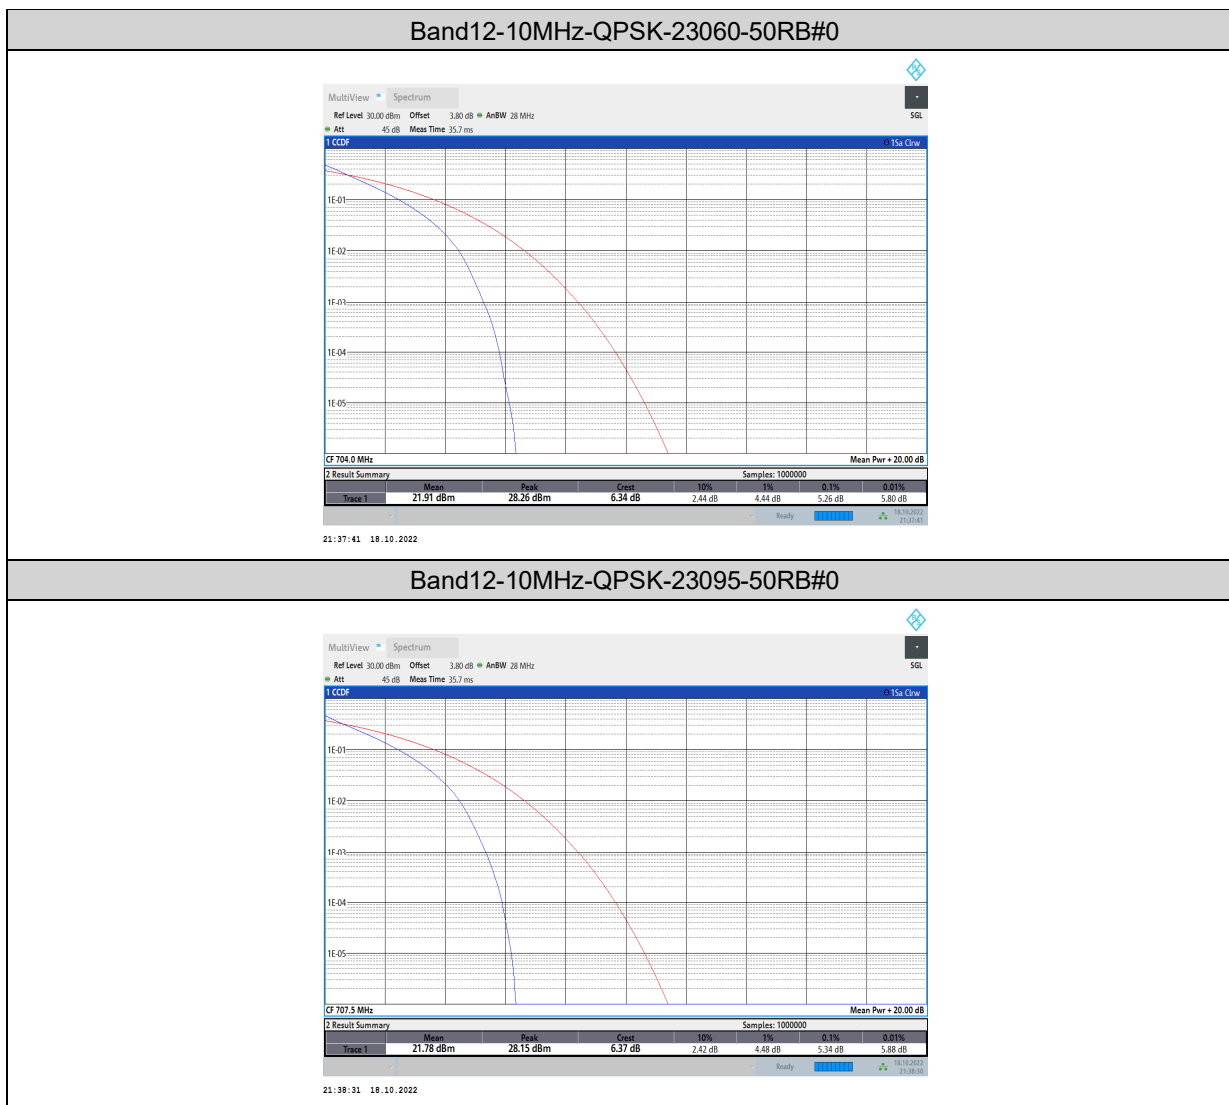 Band12-10MHz-QPSK-23060-50RB#0
MultiView Spectrum
Ref Level 30.00 dBm Offset 3.80 dB AnBW 28 MHz SGL
Att 45 dB Meas Time 35.7 ms
1 CCDF 1Sa Clrw
1E-01
1E-02
1E-03
1E-04
1E-05
CF 704.0 MHz Mean Pwr + 20.00 dB
2 Result Summary Samples: 1000000
Mean Peak Crest 10% 1% 0.1% 0.01%
Trace 1 21.91 dBm 28.26 dBm 6.34 dB 2.44 dB 4.44 dB 5.26 dB 5.80 dB
Ready 18.10.2022
21:37:41
21:37:41 18.10.2022
Band12-10MHz-QPSK-23095-50RB#0
MultiView Spectrum
Ref Level 30.00 dBm Offset 3.80 dB AnBW 28 MHz SGL
Att 45 dB Meas Time 35.7 ms
1 CCDF 1Sa Clrw
1E-01
1E-02
1E-03
1E-04
1E-05
CF 707.5 MHz Mean Pwr + 20.00 dB
2 Result Summary Samples: 1000000
Mean Peak Crest 10% 1% 0.1% 0.01%
Trace 1 21.78 dBm 28.15 dBm 6.37 dB 2.42 dB 4.48 dB 5.34 dB 5.88 dB
Ready 18.10.2022
21:38:30
21:38:31 18.10.2022